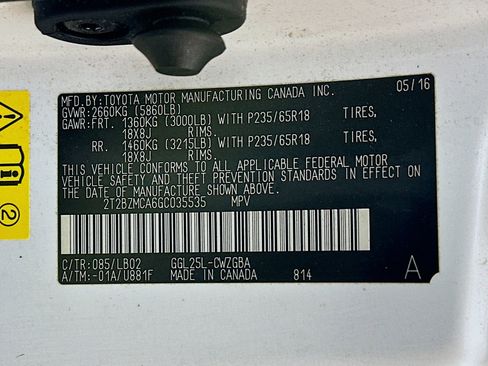 MFD.BY:TOYOTA MOTOR MANUFACTURING CANADA INC. 05/16
GVWR:2660KG (5860LB)
GAWR:FRT. 1360KG (3000LB) WITH P235/65R18 TIRES,
18X8J RIMS.
RR. 1460KG (3215LB) WITH P235/65R18 TIRES,
18X8J RIMS.
THIS VEHICLE CONFORMS TO ALL APPLICABLE FEDERAL MOTOR
VEHICLE SAFETY AND THEFT PREVENTION STANDARDS IN EFFECT
ON THE DATE OF MANUFACTURE SHOWN ABOVE.
2T2BZMCA6GC035535 MPV
C/TR:085/LB02 GGL25L-CWZGBA
A/TM:-01A/U881F MADE IN CANADA 814 A
2